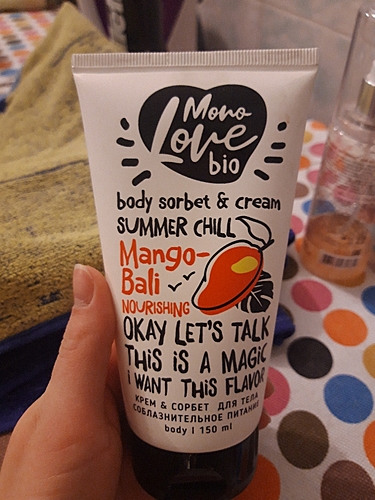 Mono
Love
bio
body sorbet & cream
SUMMER CHILL
Mango-
Bali
NOURISHING
OKAY LET'S TALK
THIS IS A MAGIC
I WANT THIS FLAVOR
КРЕМ & СОРБЕТ ДЛЯ ТЕЛА
СОБЛАЗНИТЕЛЬНОЕ ПИТАНИЕ
body | 150 ml